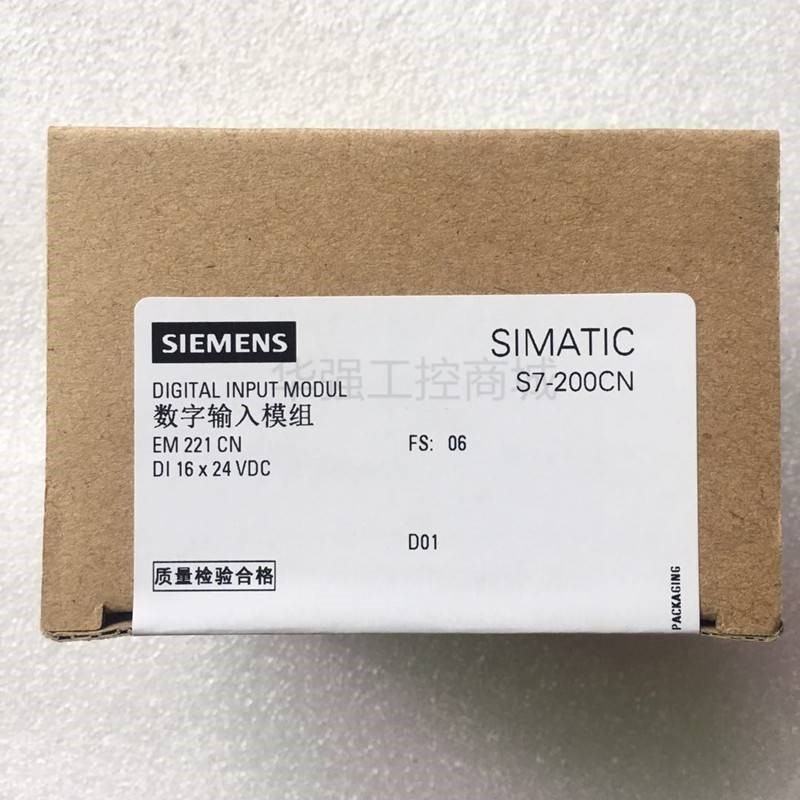 SIEMENS
SIMATIC
S7-200CN
华强工控商城
DIGITAL INPUT MODUL
数字输入模组
EM 221 CN
FS: 06
DI 16 x 24 VDC
D01
质量检验合格
PACKAGING